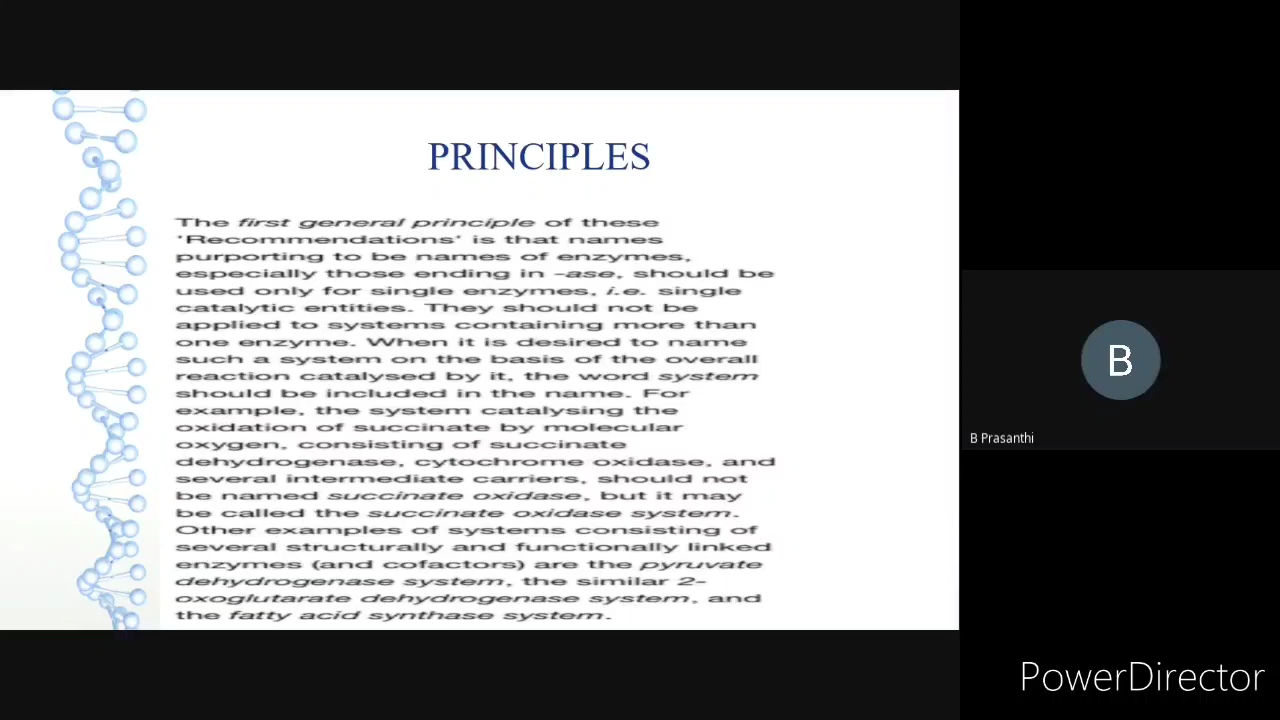 PRINCIPLES
The first general principle of these
'Recommendations' is that names
purporting to be names of enzymes,
especially those ending in -ase, should be
used only for single enzymes, i.e. single
catalytic entities. They should not be
applied to systems containing more than
one enzyme. When it is desired to name
such a system on the basis of the overall
reaction catalysed by it, the word system
should be included in the name. For
example, the system catalysing the
oxidation of succinate by molecular
oxygen, consisting of succinate
dehydrogenase, cytochrome oxidase, and
several intermediate carriers, should not
be named succinate oxidase, but it may
be called the succinate oxidase system.
Other examples of systems consisting of
several structurally and functionally linked
enzymes (and cofactors) are the pyruvate
dehydrogenase system, the similar 2-
oxoglutarate dehydrogenase system, and
the fatty acid synthase system.
B
B Prasanthi
PowerDirector